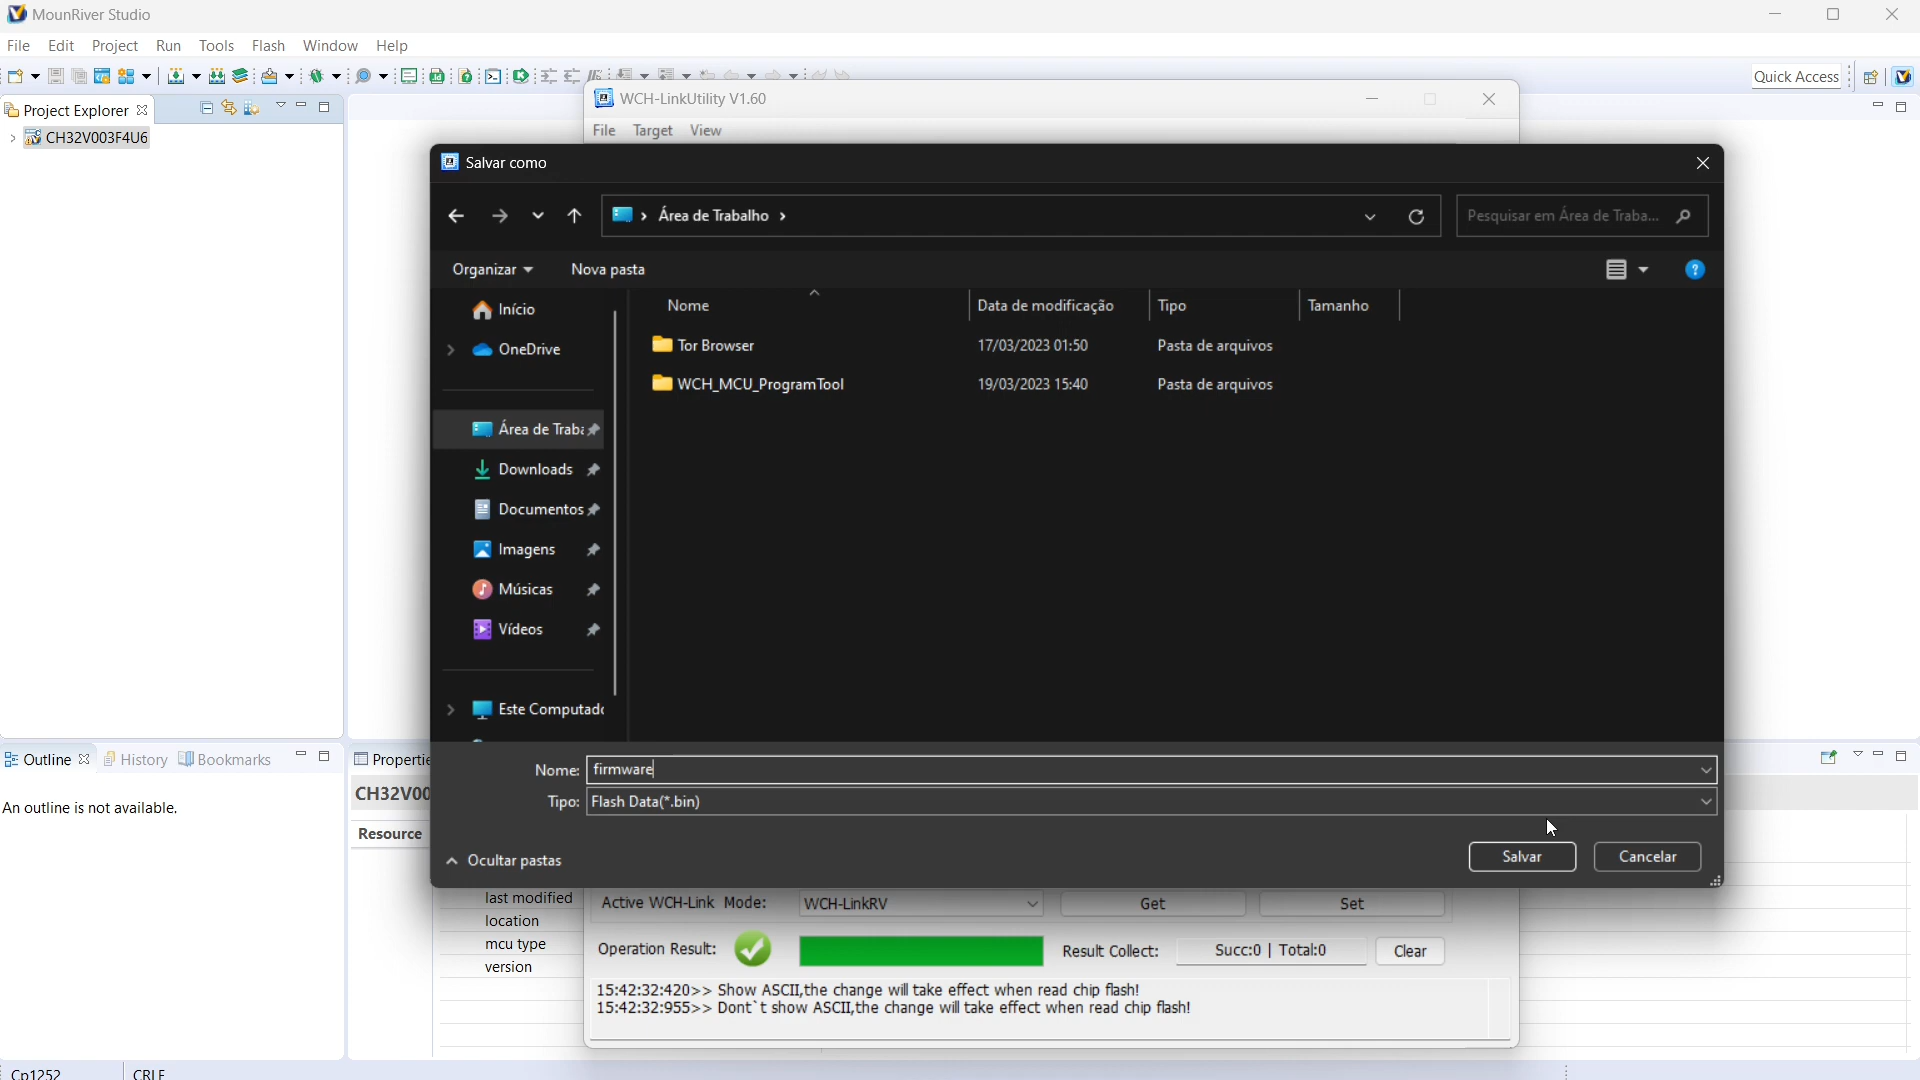 MounRiver Studio
File Edit Project Run Tools Flash Window Help
Quick Access
Project Explorer
CH32V003F4U6
WCH-LinkUtility V1.60
File Target View
Salvar como
Área de Trabalho
Pesquisar em Área de Traba...
Organizar Nova pasta
Início
OneDrive
Área de Traba
Downloads
Documentos
Imagens
Músicas
Vídeos
Este Computado
Nome Data de modificação Tipo Tamanho
Tor Browser 17/03/2023 01:50 Pasta de arquivos
WCH_MCU_ProgramTool 19/03/2023 15:40 Pasta de arquivos
Nome: firmware
Tipo: Flash Data(*.bin)
Ocultar pastas
Salvar Cancelar
Outline History Bookmarks
An outline is not available.
Propertie
CH32V00
Resource
last modified
location
mcu type
version
Active WCH-Link Mode: WCH-LinkRV Get Set
Operation Result: Result Collect: Succ:0 | Total:0 Clear
15:42:32:420>> Show ASCII,the change will take effect when read chip flash!
15:42:32:955>> Dont`t show ASCII,the change will take effect when read chip flash!
Cp1252 CRLF